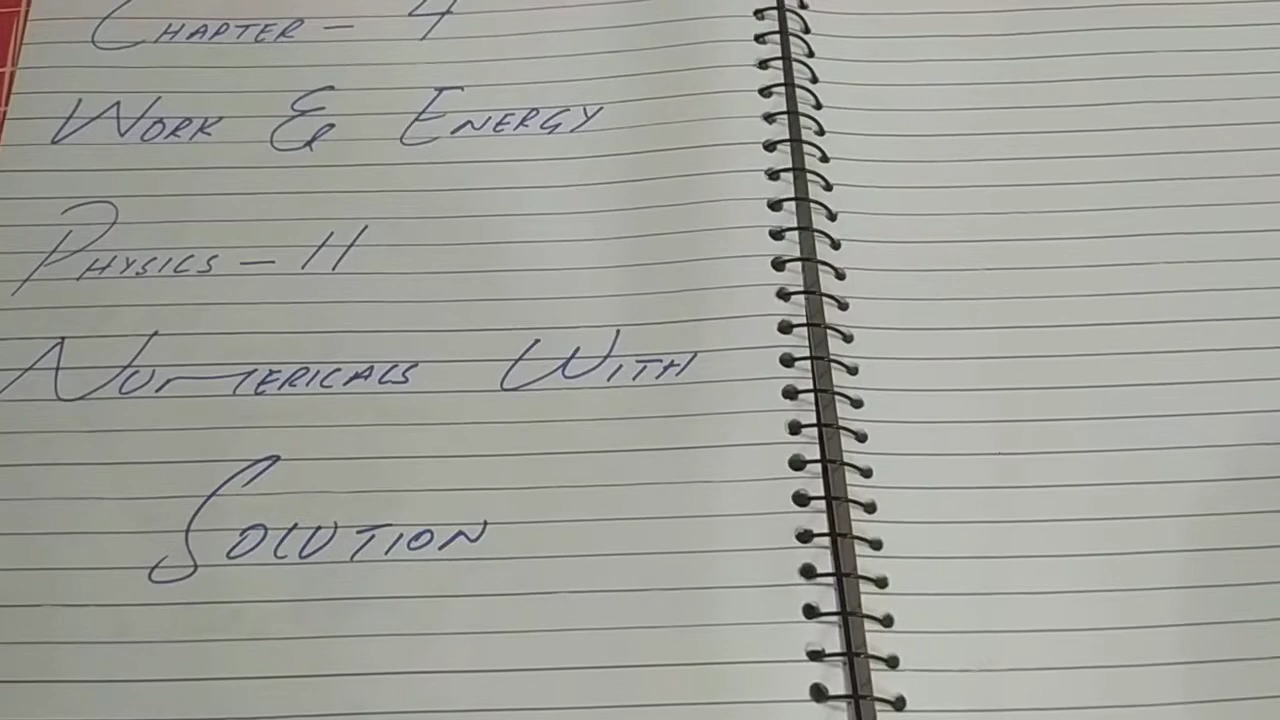 CHAPTER - 4
WORK & ENERGY
PHYSICS - 11
NUMERICALS WITH
SOLUTION